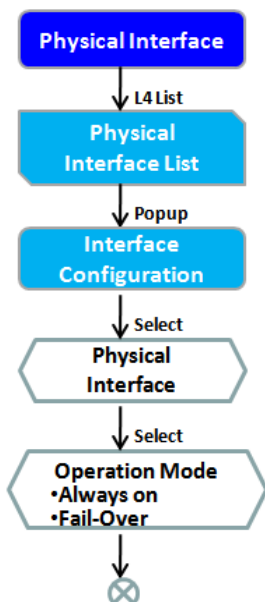 Physical Interface
L4 List
Physical
Interface List
Popup
Interface
Configuration
Select
Physical
Interface
Select
Operation Mode
•Always on
•Fail-Over